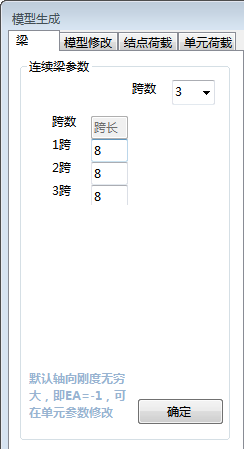 模型生成
梁 模型修改 结点荷载 单元荷载
连续梁参数
跨数 3
跨数 跨长
1跨 8
2跨 8
3跨 8
默认轴向刚度无穷
大，即EA=-1，可
在单元参数修改
确定